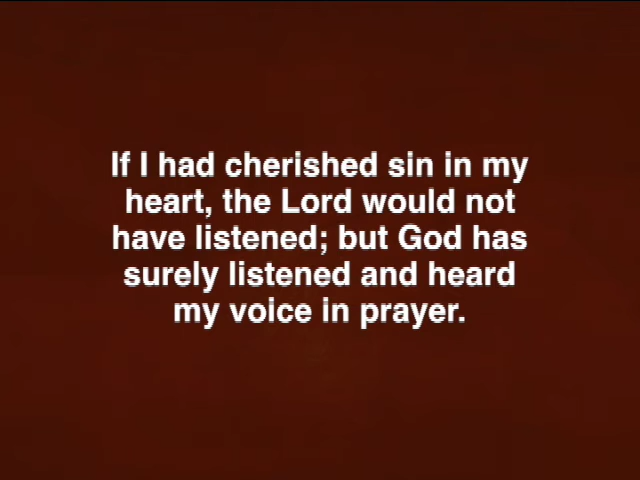 If I had cherished sin in my
heart, the Lord would not
have listened; but God has
surely listened and heard
my voice in prayer.